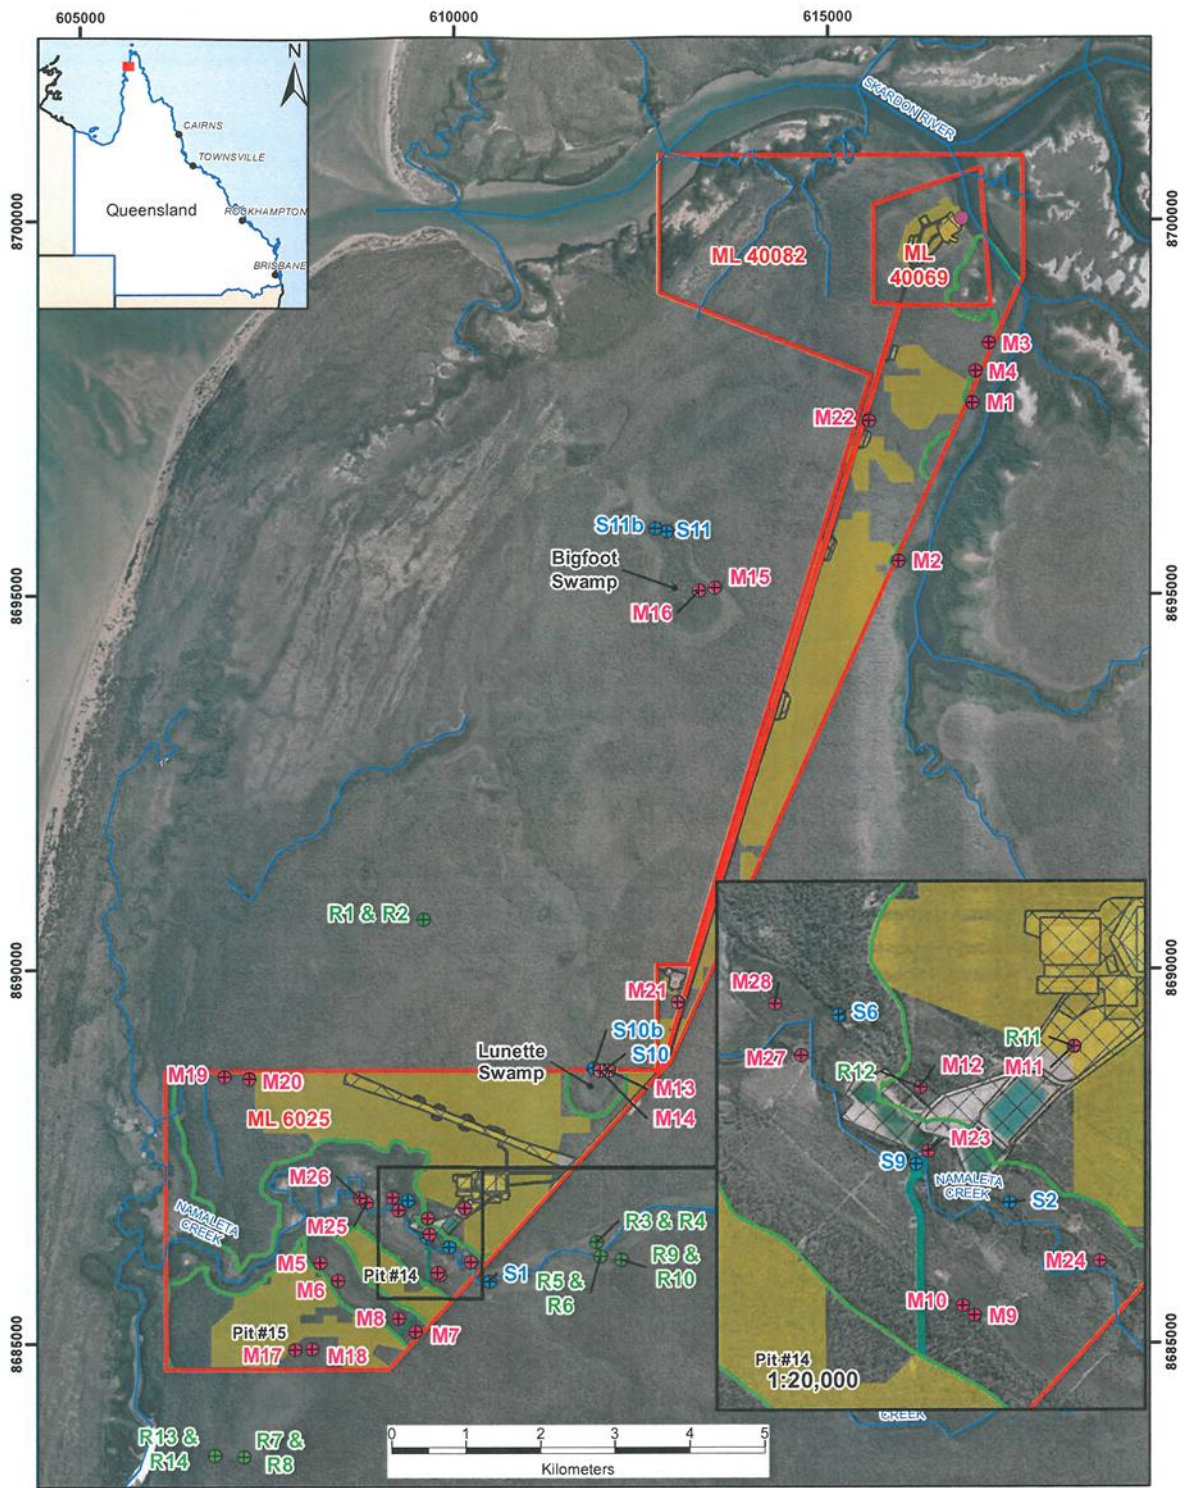 605000
610000
615000
N
CAIRNS
TOWNSVILLE
Queensland
ROCKHAMPTON
BRISBANE
SKARDON RIVER
8700000
8700000
ML 40082
ML
40069
M3
M4
M1
M22
S11b
S11
Bigfoot
Swamp
M2
M15
M16
8695000
8695000
R1 & R2
8690000
8690000
M21
S10b
S10
Lunette
Swamp
M13
M14
M19
M20
ML 6025
M26
M25
NAMALETA
CREEK
M5
M6
Pit #14
S1
R3 & R4
R5 &
R6
R9 &
R10
M8
M7
Pit #15
M17
M18
8685000
8685000
M28
S6
M27
R11
M11
M12
R12
M23
S9
NAMALETA
CREEK
S2
M24
M10
M9
Pit #14
1:20,000
CREEK
R13 &
R14
R7 &
R8
0 1 2 3 4 5
Kilometers